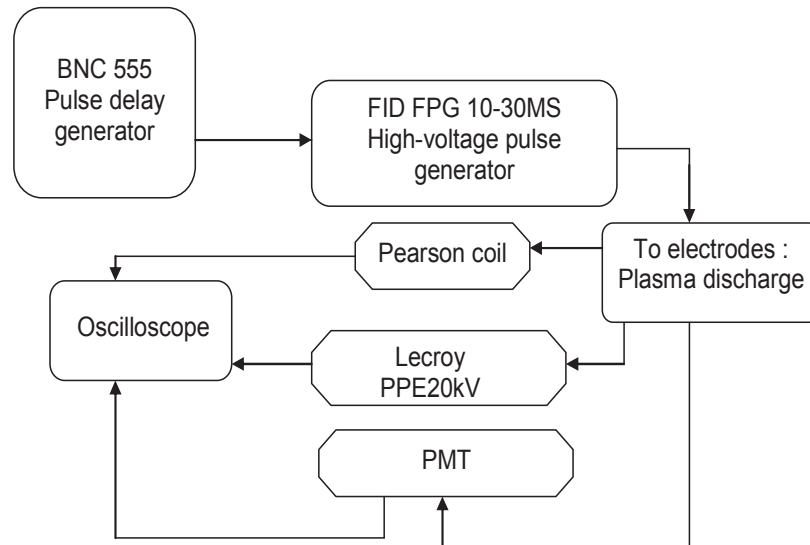 BNC 555
Pulse delay
generator
FID FPG 10-30MS
High-voltage pulse
generator
Pearson coil
To electrodes :
Plasma discharge
Oscilloscope
Lecroy
PPE20kV
PMT